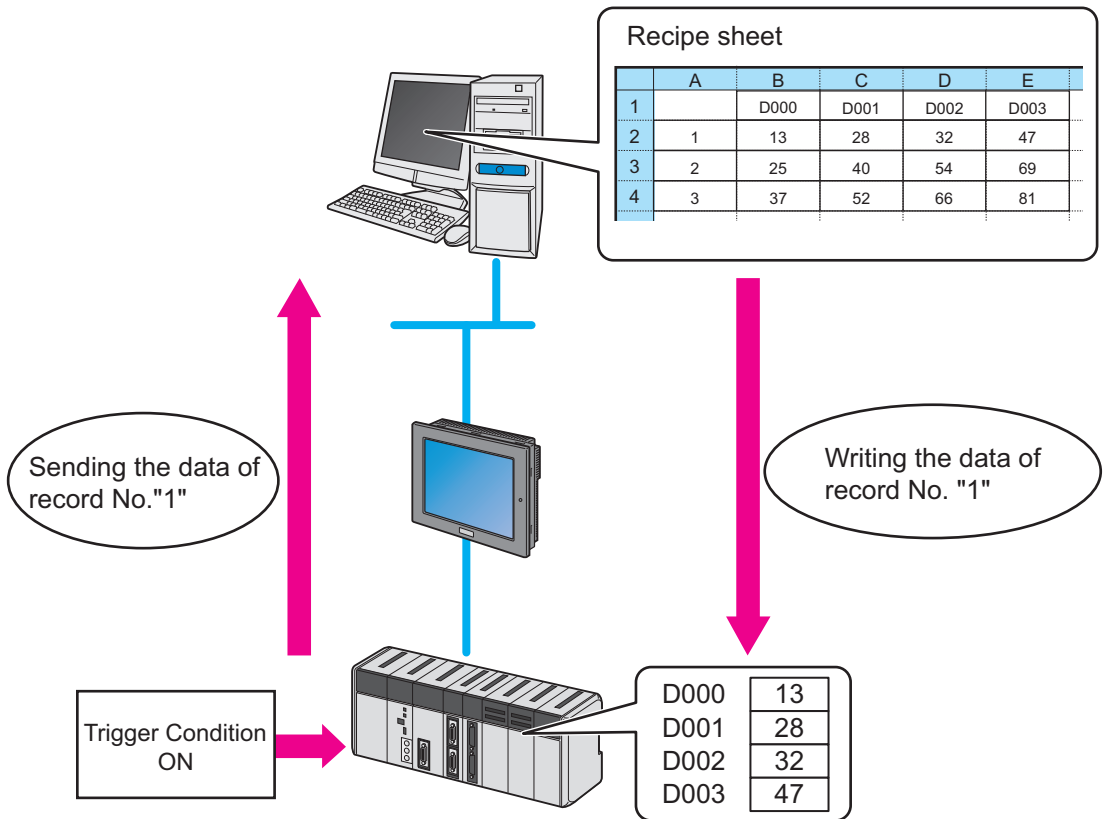 Recipe sheet
A B C D E
1 D000 D001 D002 D003
2 1 13 28 32 47
3 2 25 40 54 69
4 3 37 52 66 81
Sending the data of
record No."1"
Writing the data of
record No. "1"
Trigger Condition
ON
D000 13
D001 28
D002 32
D003 47